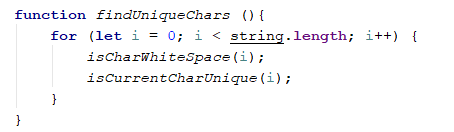 function findUniqueChars (){
    for (let i = 0; i < string.length; i++) {
        isCharWhiteSpace(i);
        isCurrentCharUnique(i);
    }
}